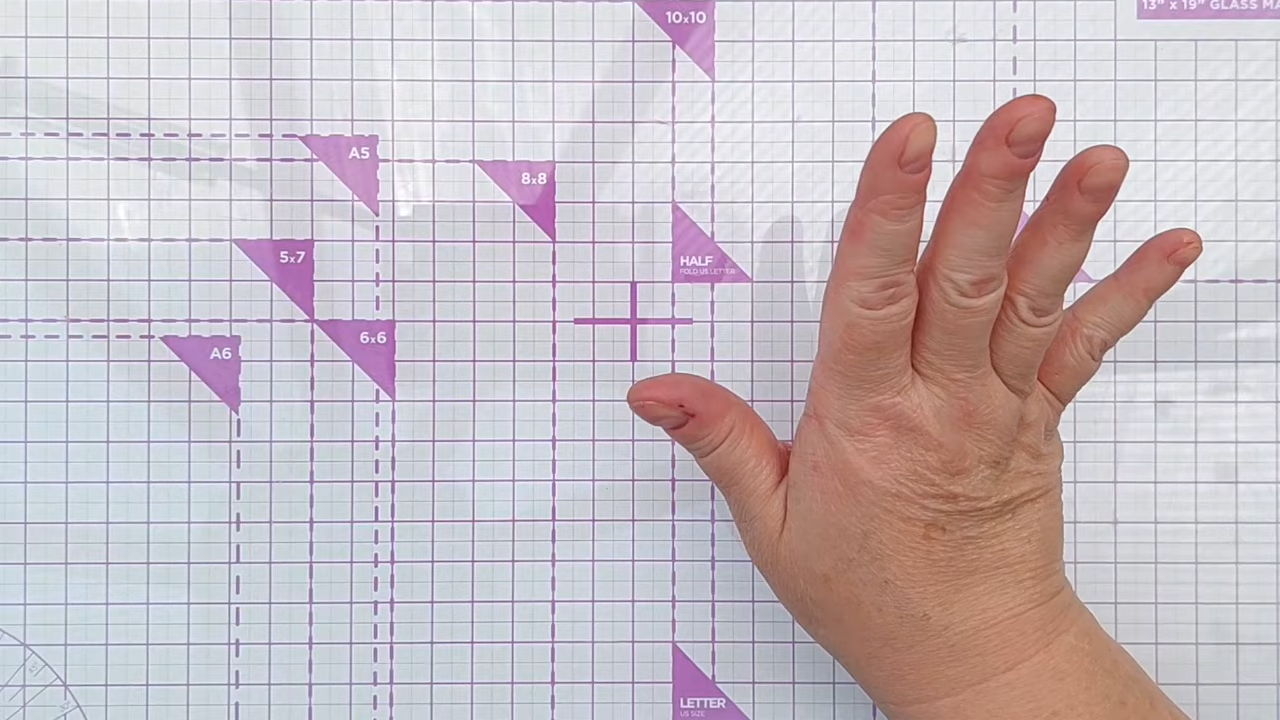 10x10
13" x 19" GLASS MA
A5
8x8
5x7
HALF
FOLD US LETTER
6x6
A6
LETTER
US SIZE